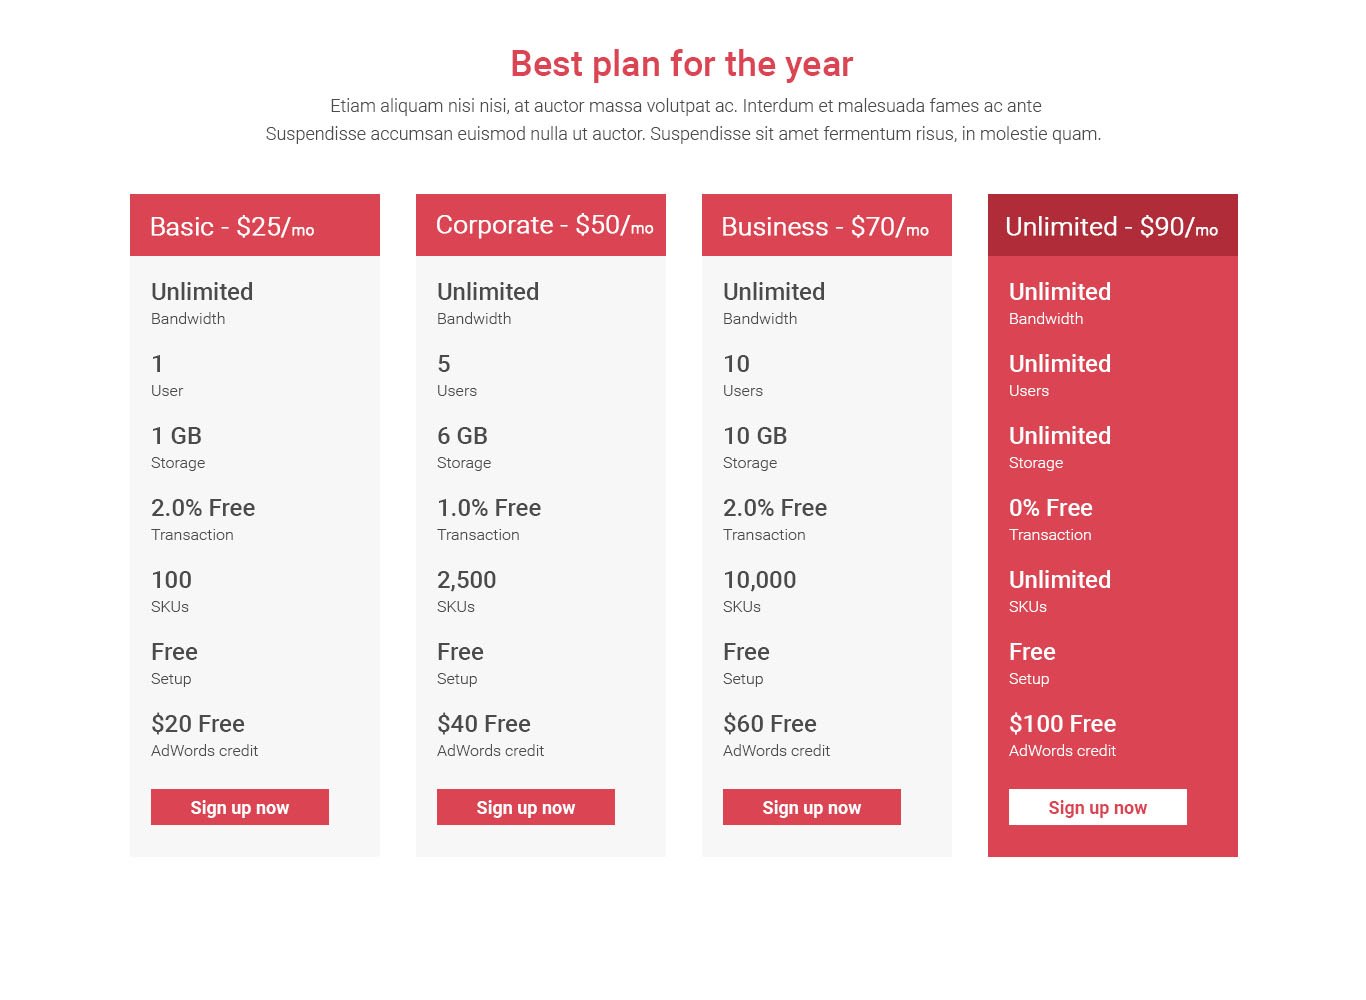 Best plan for the year
Etiam aliquam nisi nisi, at auctor massa volutpat ac. Interdum et malesuada fames ac ante
Suspendisse accumsan euismod nulla ut auctor. Suspendisse sit amet fermentum risus, in molestie quam.
Basic - $25/mo
Unlimited
Bandwidth
1
User
1 GB
Storage
2.0% Free
Transaction
100
SKUs
Free
Setup
$20 Free
AdWords credit
Sign up now
Corporate - $50/mo
Unlimited
Bandwidth
5
Users
6 GB
Storage
1.0% Free
Transaction
2,500
SKUs
Free
Setup
$40 Free
AdWords credit
Sign up now
Business - $70/mo
Unlimited
Bandwidth
10
Users
10 GB
Storage
2.0% Free
Transaction
10,000
SKUs
Free
Setup
$60 Free
AdWords credit
Sign up now
Unlimited - $90/mo
Unlimited
Bandwidth
Unlimited
Users
Unlimited
Storage
0% Free
Transaction
Unlimited
SKUs
Free
Setup
$100 Free
AdWords credit
Sign up now